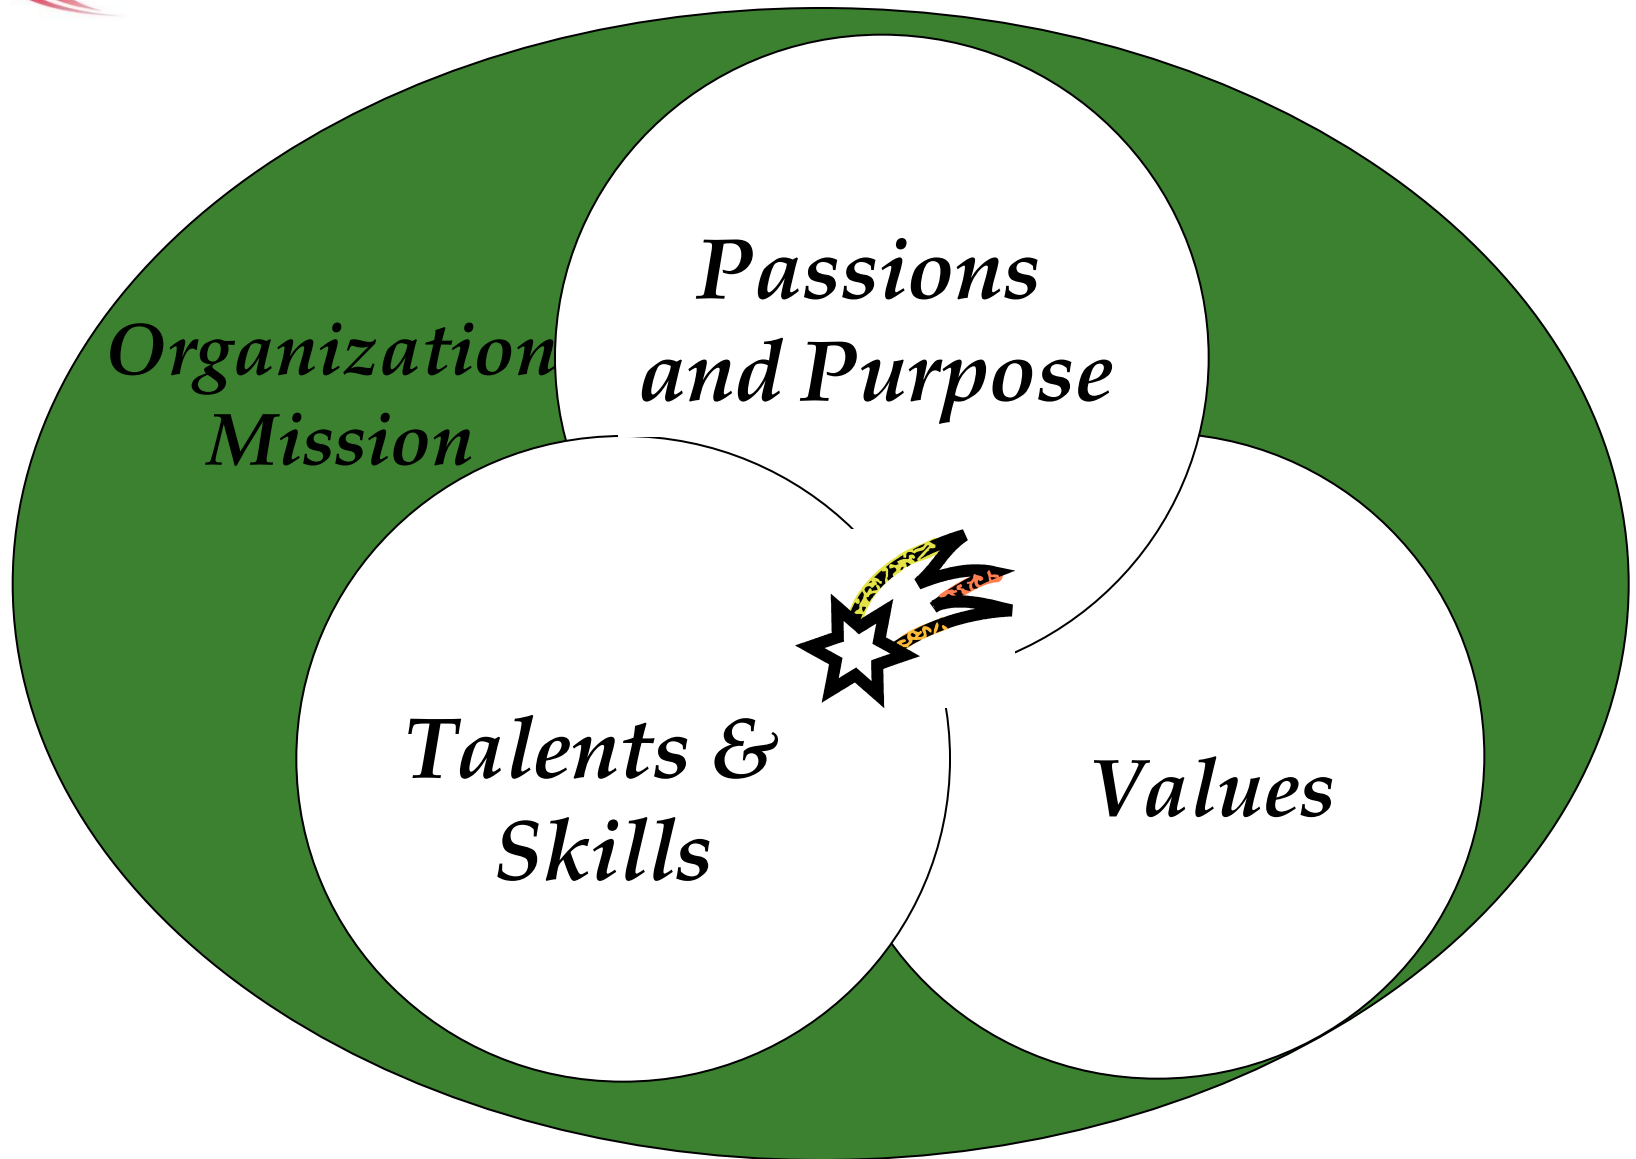 Passions
and Purpose
Organization
Mission
Talents &
Skills
Values